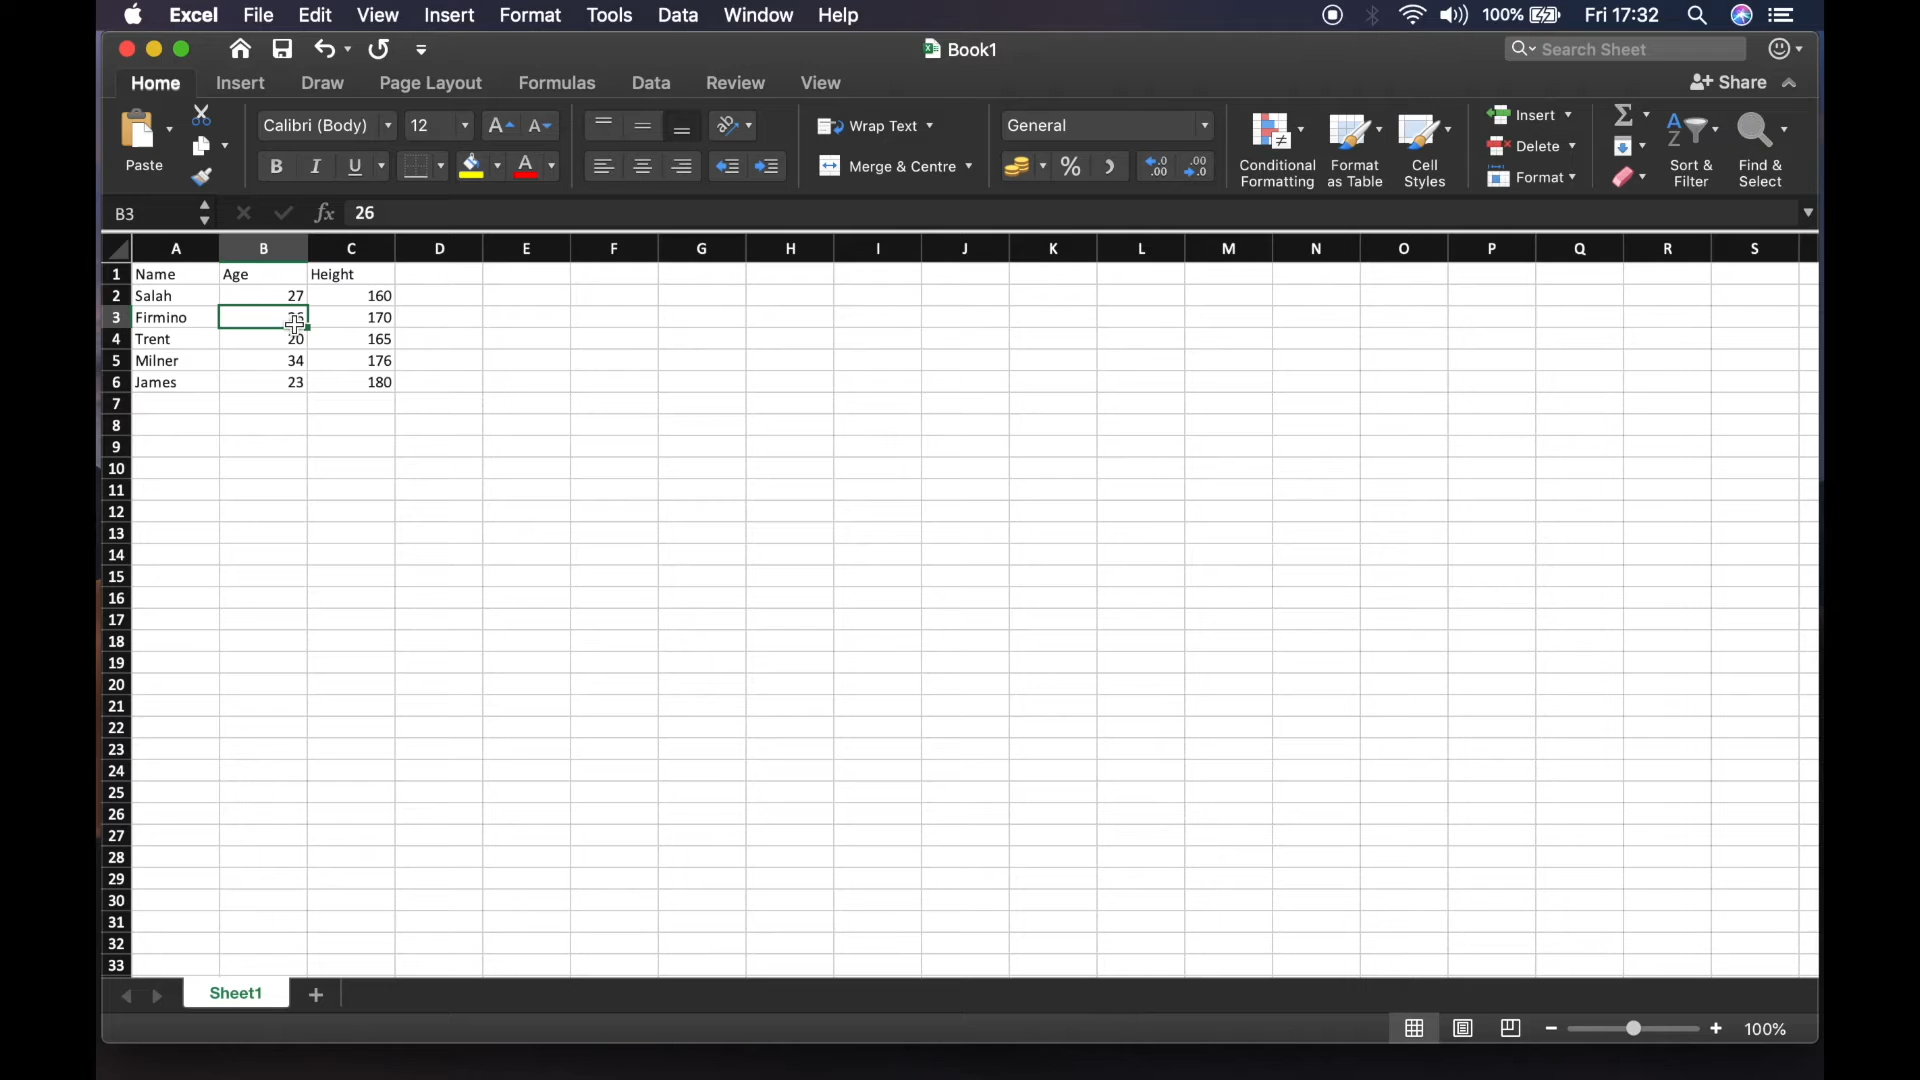 Excel File Edit View Insert Format Tools Data Window Help 100% Fri 17:32
Book1 Search Sheet
Home Insert Draw Page Layout Formulas Data Review View Share
Paste Calibri (Body) 12 A A Wrap Text General Conditional Formatting Format as Table Cell Styles Insert Delete Format Sort & Filter Find & Select
B I U A Merge & Centre %
B3 fx 26
A B C D E F G H I J K L M N O P Q R S
1 Name Age Height
2 Salah 27 160
3 Firmino 170
4 Trent 20 165
5 Milner 34 176
6 James 23 180
7
8
9
10
11
12
13
14
15
16
17
18
19
20
21
22
23
24
25
26
27
28
29
30
31
32
33
Sheet1
100%